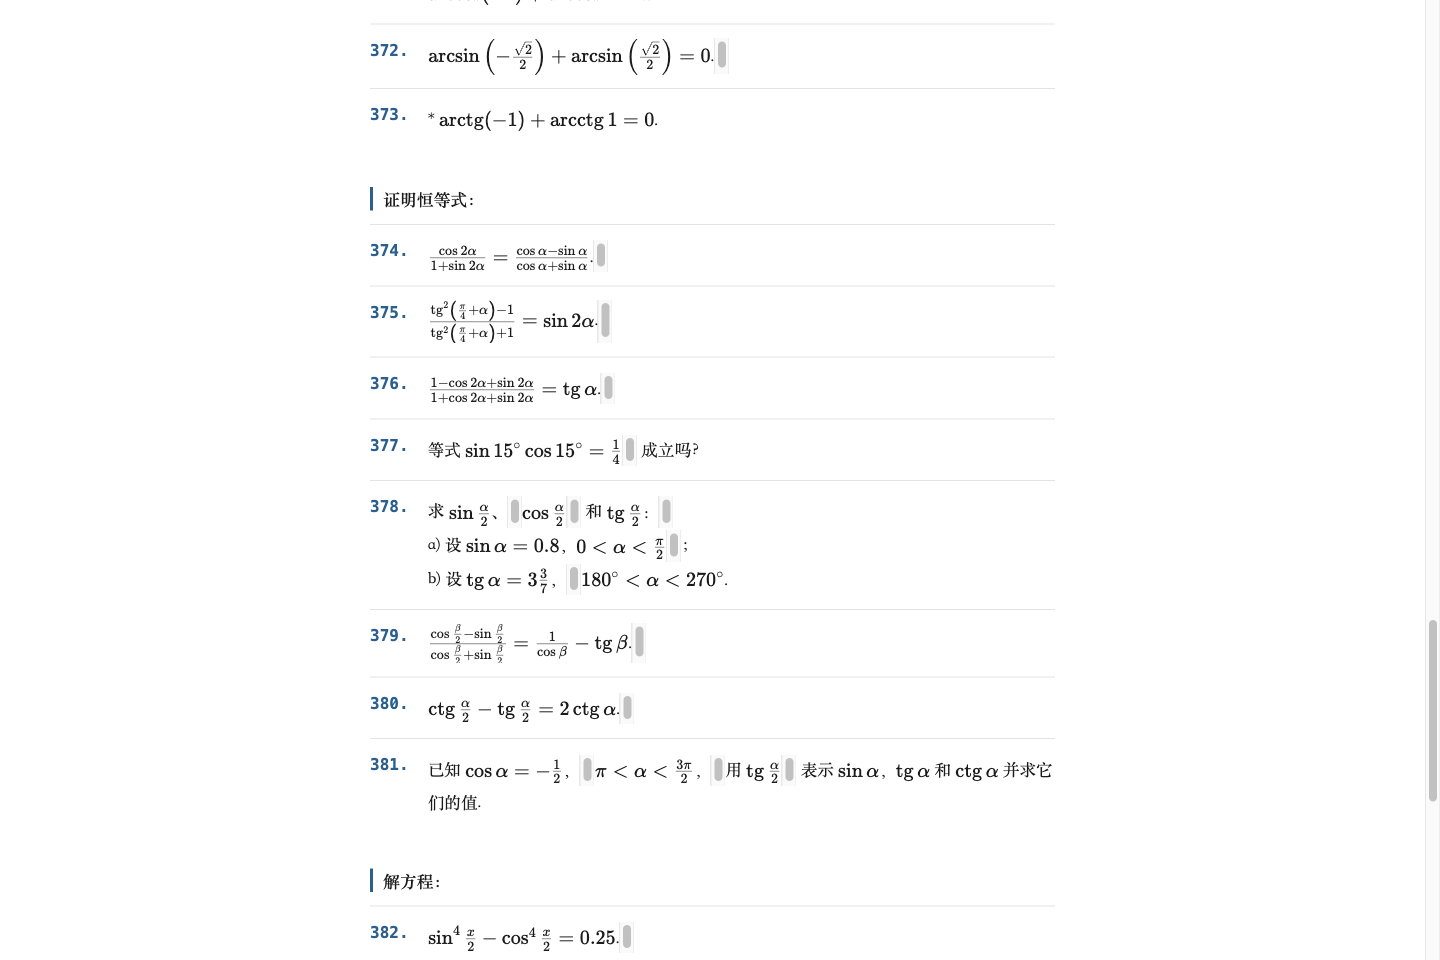 372. arcsin (−√2/2) + arcsin (√2/2) = 0.
373. * arctg(−1) + arcctg 1 = 0.
证明恒等式：
374. cos 2α / 1+sin 2α = cos α−sin α / cos α+sin α.
375. tg²(π/4+α)−1 / tg²(π/4+α)+1 = sin 2α.
376. 1−cos 2α+sin 2α / 1+cos 2α+sin 2α = tg α.
377. 等式 sin 15° cos 15° = 1/4 成立吗？
378. 求 sin α/2、cos α/2 和 tg α/2：
a) 设 sin α = 0.8，0 < α < π/2；
b) 设 tg α = 3 3/7，180° < α < 270°.
379. cos β/2−sin β/2 / cos β/2+sin β/2 = 1/cos β − tg β.
380. ctg α/2 − tg α/2 = 2 ctg α.
381. 已知 cos α = −1/2，π < α < 3π/2，用 tg α/2 表示 sin α，tg α 和 ctg α 并求它
们的值.
解方程：
382. sin⁴ x/2 − cos⁴ x/2 = 0.25.